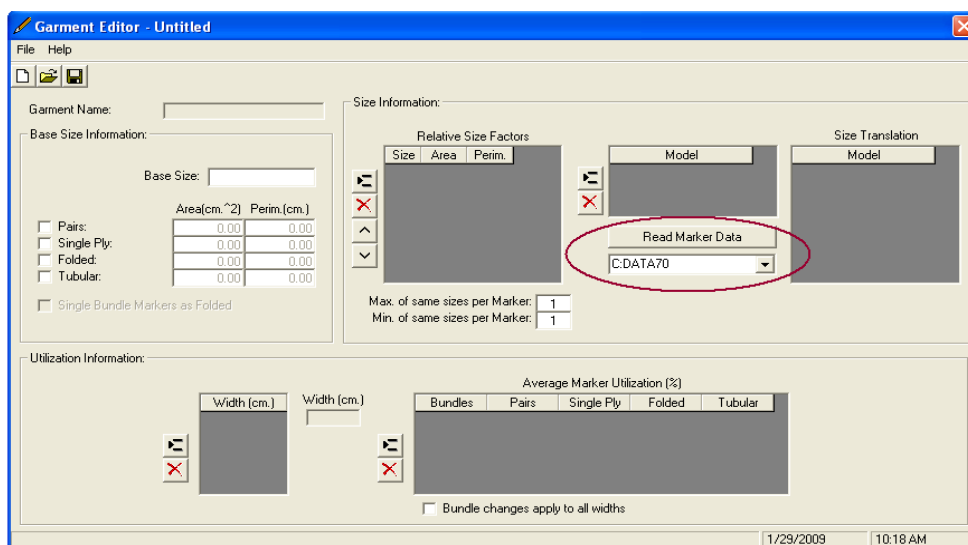 Garment Editor - Untitled
File Help
Garment Name:
Base Size Information:
Base Size:
Area(cm.^2) Perim.(cm)
Pairs: 0.00 0.00
Single Ply: 0.00 0.00
Folded: 0.00 0.00
Tubular: 0.00 0.00
Single Bundle Markers as Folded
Size Information:
Relative Size Factors
Size Area Perim.
Model
Read Marker Data
C:DATA70
Size Translation
Model
Max. of same sizes per Marker: 1
Min. of same sizes per Marker: 1
Utilization Information:
Width (cm.)
Width (cm.)
Average Marker Utilization (%)
Bundles Pairs Single Ply Folded Tubular
Bundle changes apply to all widths
1/29/2009 10:18 AM